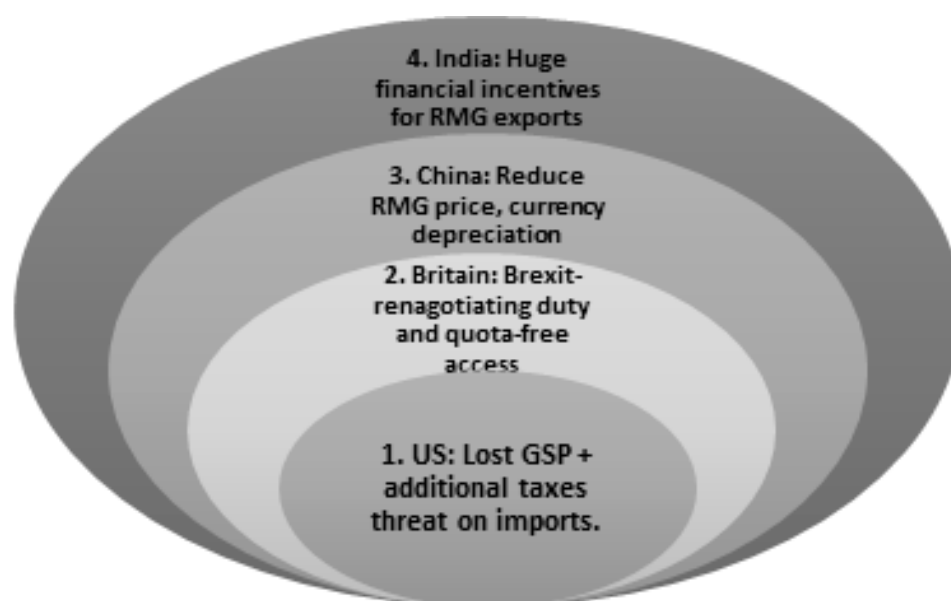 4. India: Huge
financial incentives
for RMG exports
3. China: Reduce
RMG price, currency
depreciation
2. Britain: Brexit-
renagotiating duty
and quota-free
access
1. US: Lost GSP +
additional taxes
threat on imports.